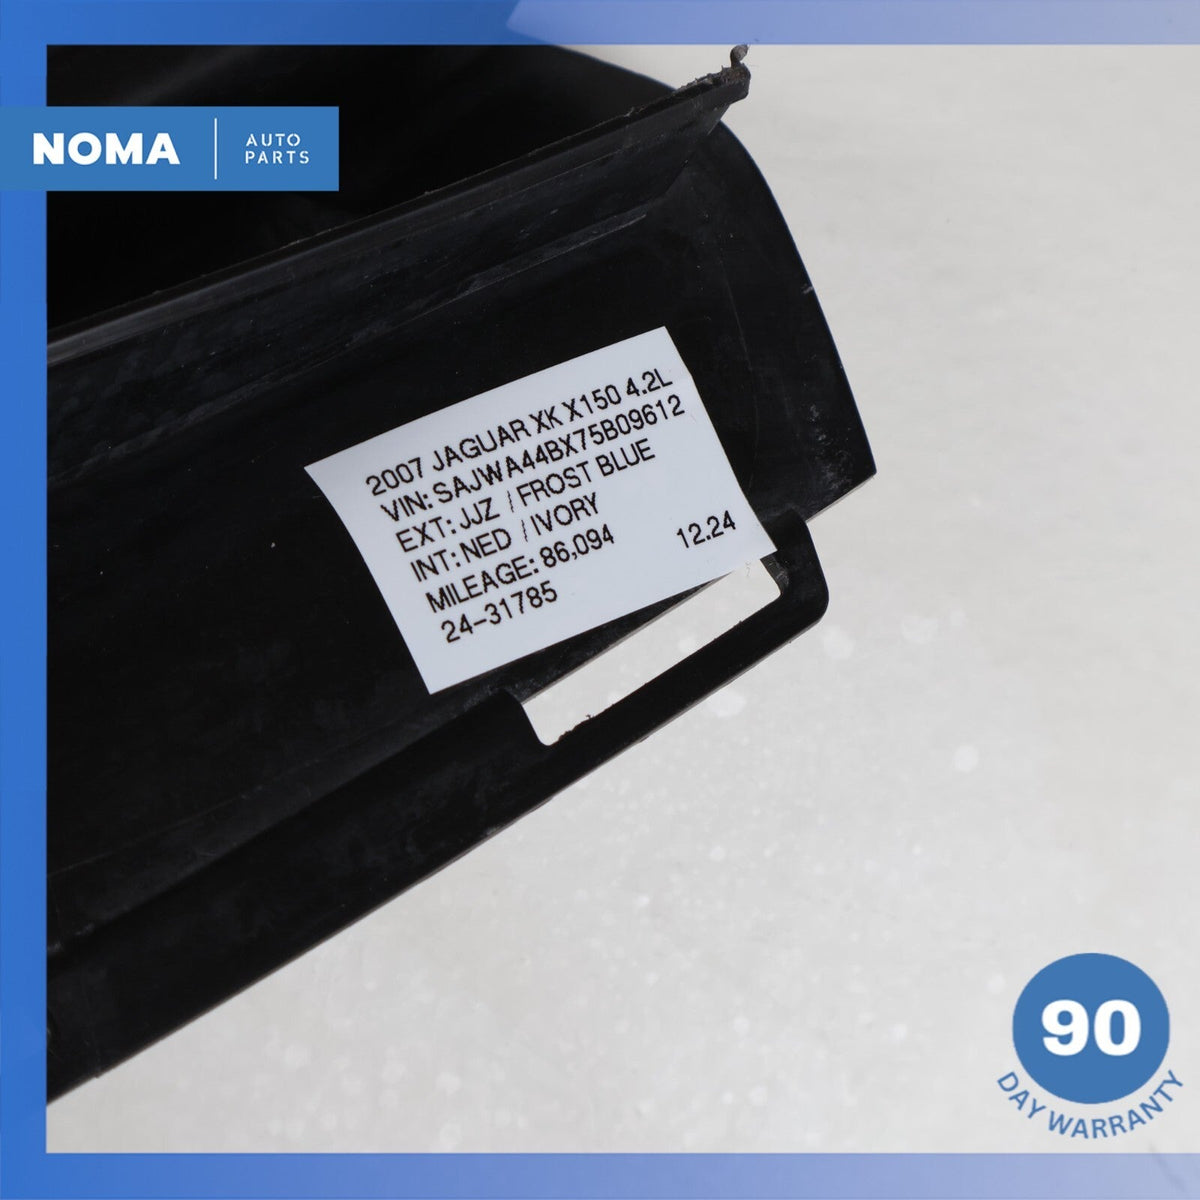 NOMA
AUTO
PARTS
2007 JAGUAR XK X150 4.2L
VIN: SAJWA44BX75B09612
EXT: JJZ / FROST BLUE
INT: NED / IVORY
MILEAGE: 86,094 12.24
24-31785
90
DAY WARRANTY